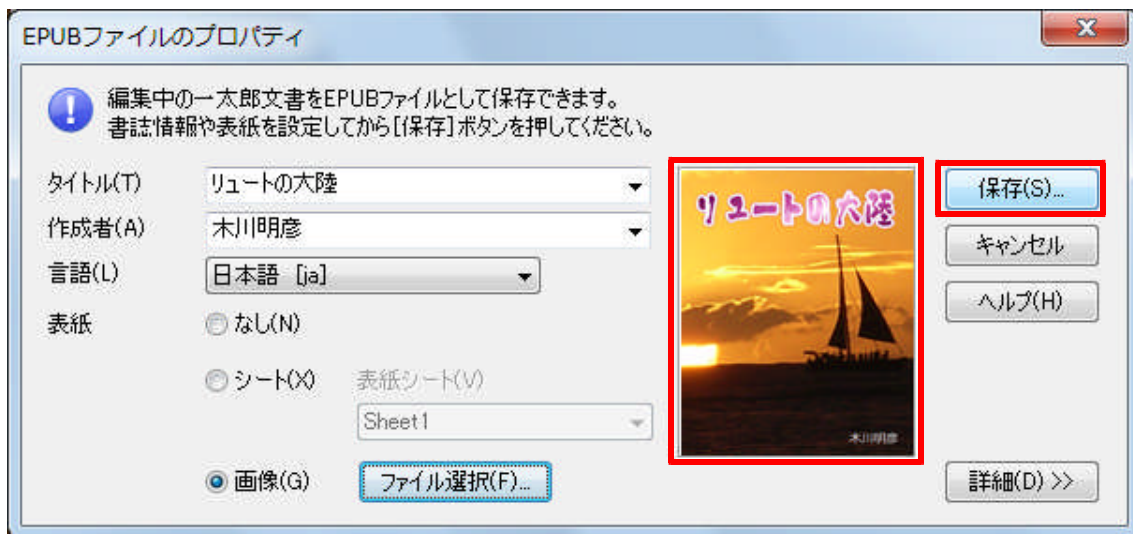 EPUBファイルのプロパティ
編集中の一太郎文書をEPUBファイルとして保存できます。
書誌情報や表紙を設定してから[保存]ボタンを押してください。
タイトル(T)
リュートの大陸
作成者(A)
木川明彦
言語(L)
日本語 [ja]
表紙
なし(N)
シート(X)
表紙シート(V)
Sheet1
画像(G)
ファイル選択(F)...
リュートの大陸
木川明彦
保存(S)...
キャンセル
ヘルプ(H)
詳細(D) >>